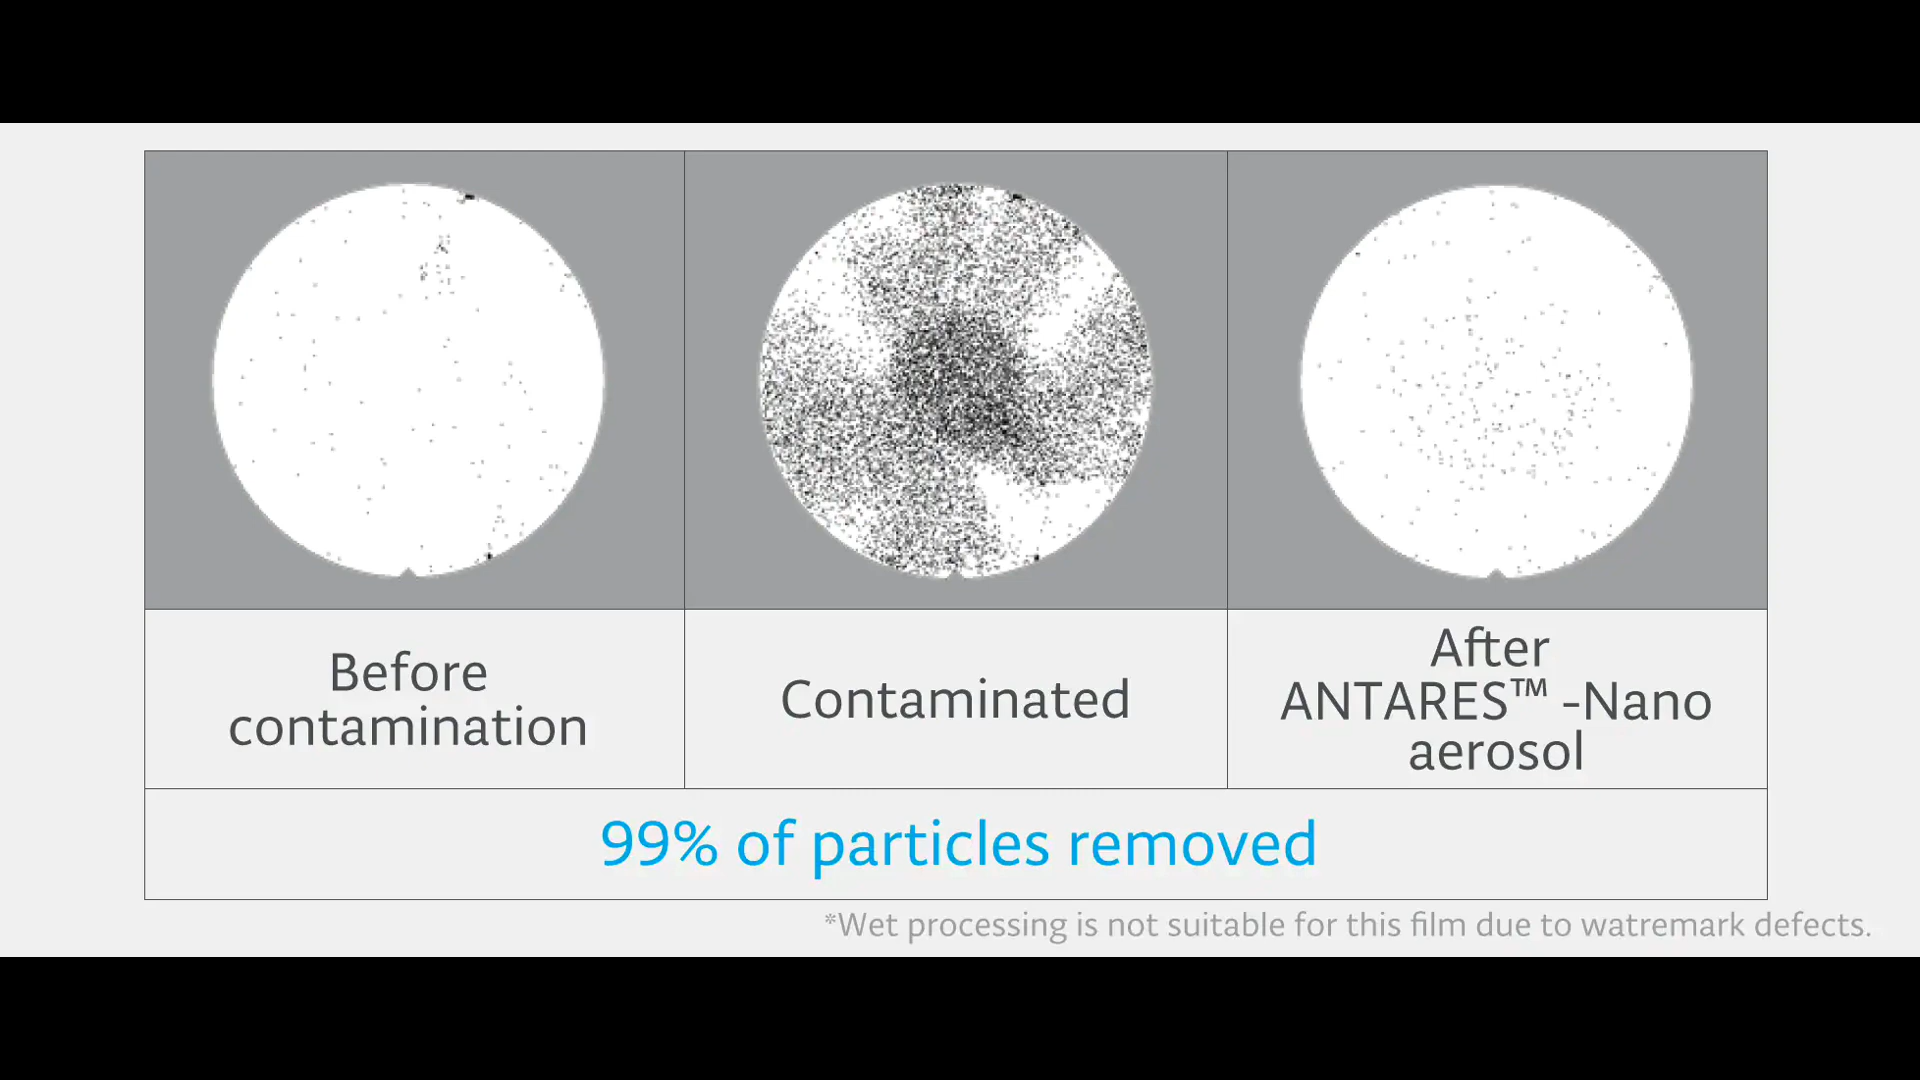 Before
contamination
Contaminated
After
ANTARES™ -Nano
aerosol
99% of particles removed
*Wet processing is not suitable for this film due to watremark defects.